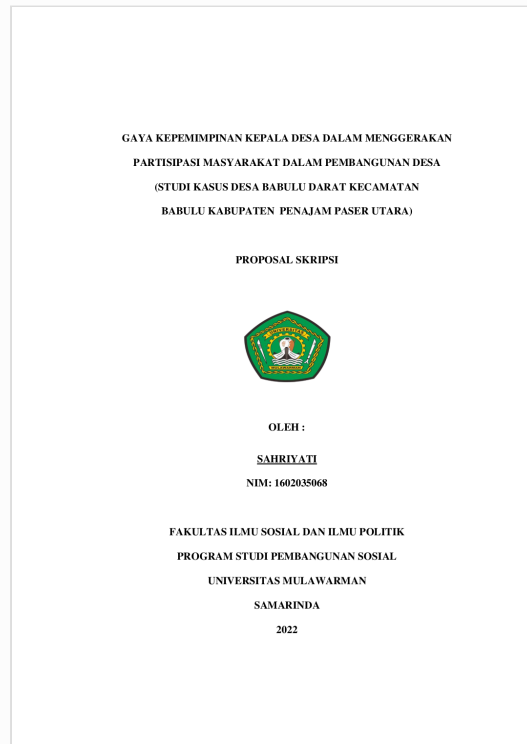 GAYA KEPEMIMPINAN KEPALA DESA DALAM MENGGERAKAN
PARTISIPASI MASYARAKAT DALAM PEMBANGUNAN DESA
(STUDI KASUS DESA BABULU DARAT KECAMATAN
BABULU KABUPATEN PENAJAM PASER UTARA)
PROPOSAL SKRIPSI
UNIVERSITAS
MULAWARMAN
OLEH :
SAHRIYATI
NIM: 1602035068
FAKULTAS ILMU SOSIAL DAN ILMU POLITIK
PROGRAM STUDI PEMBANGUNAN SOSIAL
UNIVERSITAS MULAWARMAN
SAMARINDA
2022